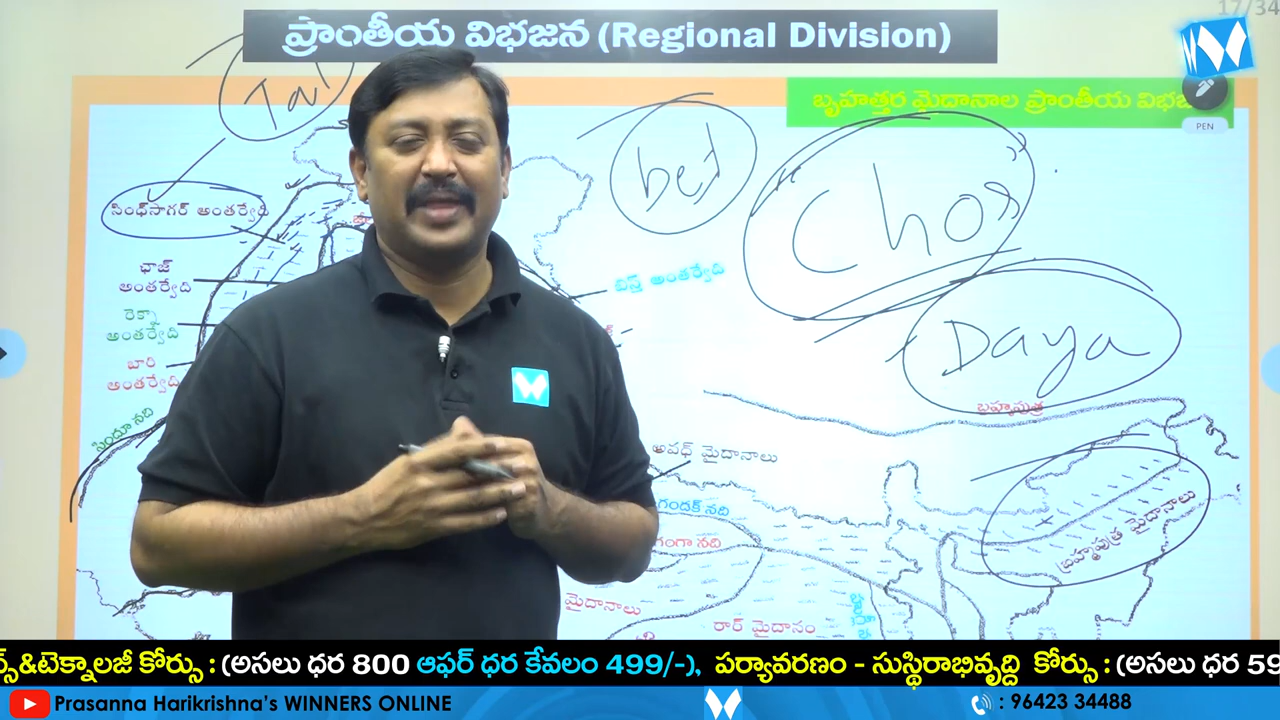 17/34
ప్రాంతీయ విభజన (Regional Division)
W
బృహత్తర మైదానాల ప్రాంతీయ
PEN
bet
Chos
Daya
సింధ్‌సాగర్ అంతర్వేది
ఛాజ్
అంతర్వేది
రెక్నా
అంతర్వేది
బారి
అంతర్వేది
బిస్త్ అంతర్వేది
సింధూ నది
బ్రహ్మపుత్ర
అవధ్ మైదానాలు
గండక్ నది
గంగా నది
బ్రహ్మపుత్ర మైదానాలు
మైదానాలు
రార్ మైదానం
న్స్&టెక్నాలజీ కోర్సు : (అసలు ధర 800 ఆఫర్ ధర కేవలం 499/-), పర్యావరణం - సుస్థిరాభివృద్ధి కోర్సు : (అసలు ధర 59
Prasanna Harikrishna's WINNERS ONLINE
: 96423 34488